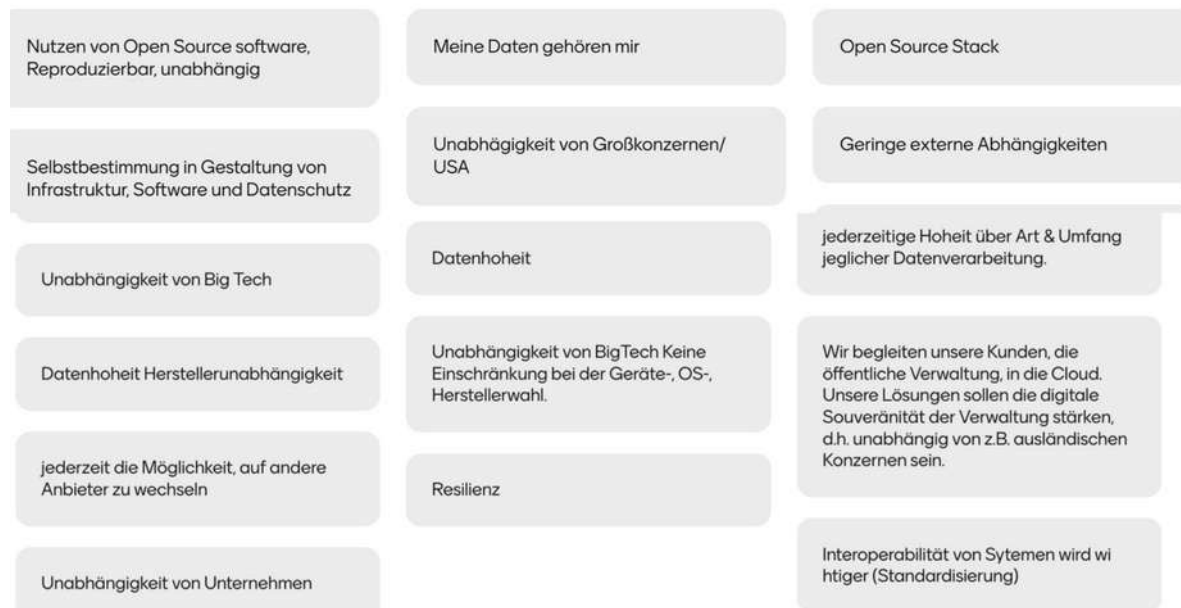 Nutzen von Open Source software,
Reproduzierbar, unabhängig
Selbstbestimmung in Gestaltung von
Infrastruktur, Software und Datenschutz
Unabhängigkeit von Big Tech
Datenhoheit Herstellerunabhängigkeit
jederzeit die Möglichkeit, auf andere
Anbieter zu wechseln
Unabhängigkeit von Unternehmen
Meine Daten gehören mir
Unabhägigkeit von Großkonzernen/
USA
Datenhoheit
Unabhängigkeit von BigTech Keine
Einschränkung bei der Geräte-, OS-,
Herstellerwahl.
Resilienz
Open Source Stack
Geringe externe Abhängigkeiten
jederzeitige Hoheit über Art & Umfang
jeglicher Datenverarbeitung.
Wir begleiten unsere Kunden, die
öffentliche Verwaltung, in die Cloud.
Unsere Lösungen sollen die digitale
Souveränität der Verwaltung stärken,
d.h. unabhängig von z.B. ausländischen
Konzernen sein.
Interoperabilität von Sytemen wird wi
htiger (Standardisierung)